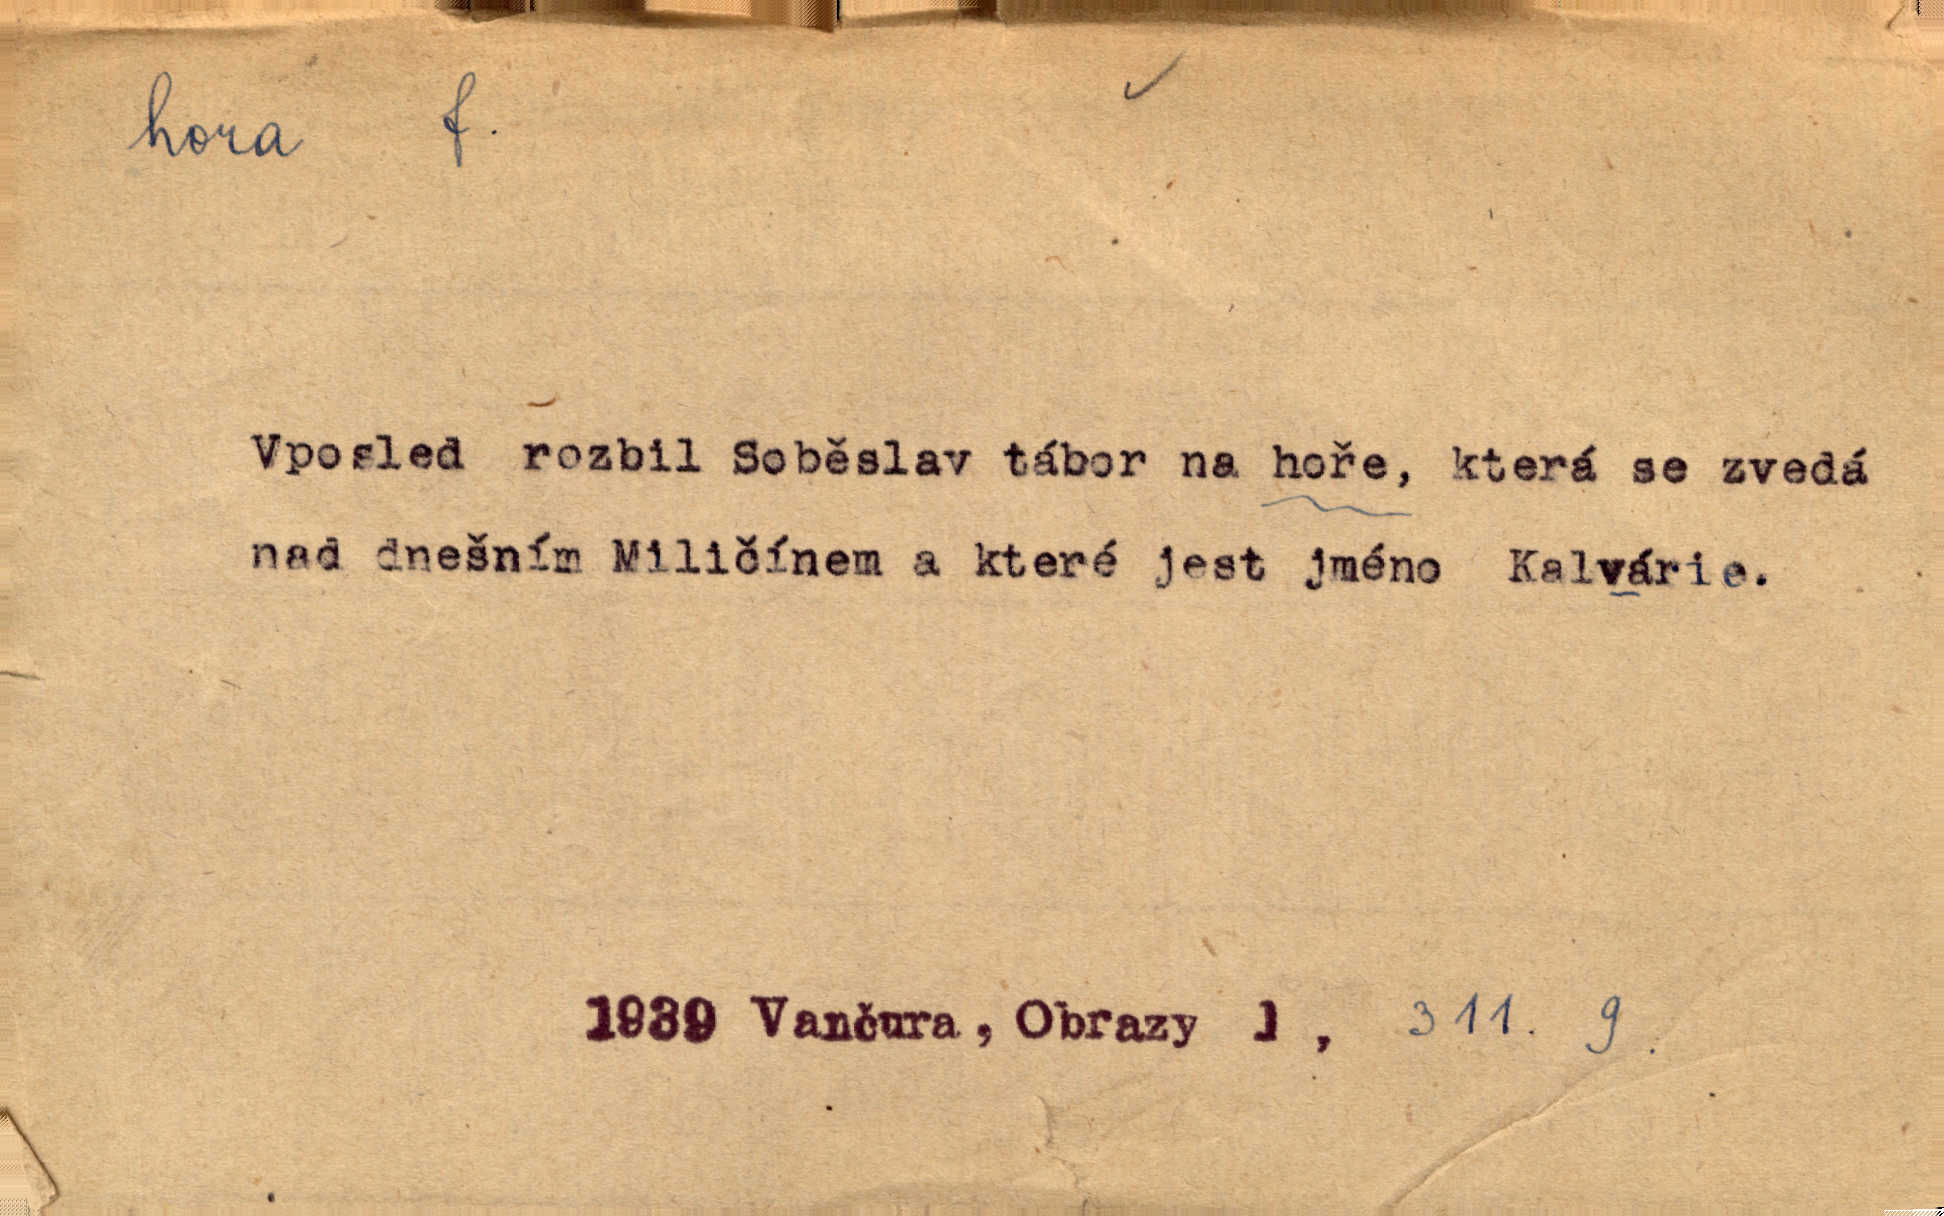 hora f.
Vposled rozbil Soběslav tábor na hoře, která se zvedá
nad dnešním Miličínem a které jest jméno Kalvárie.
1939 Vančura, Obrazy 1, 311. 9.